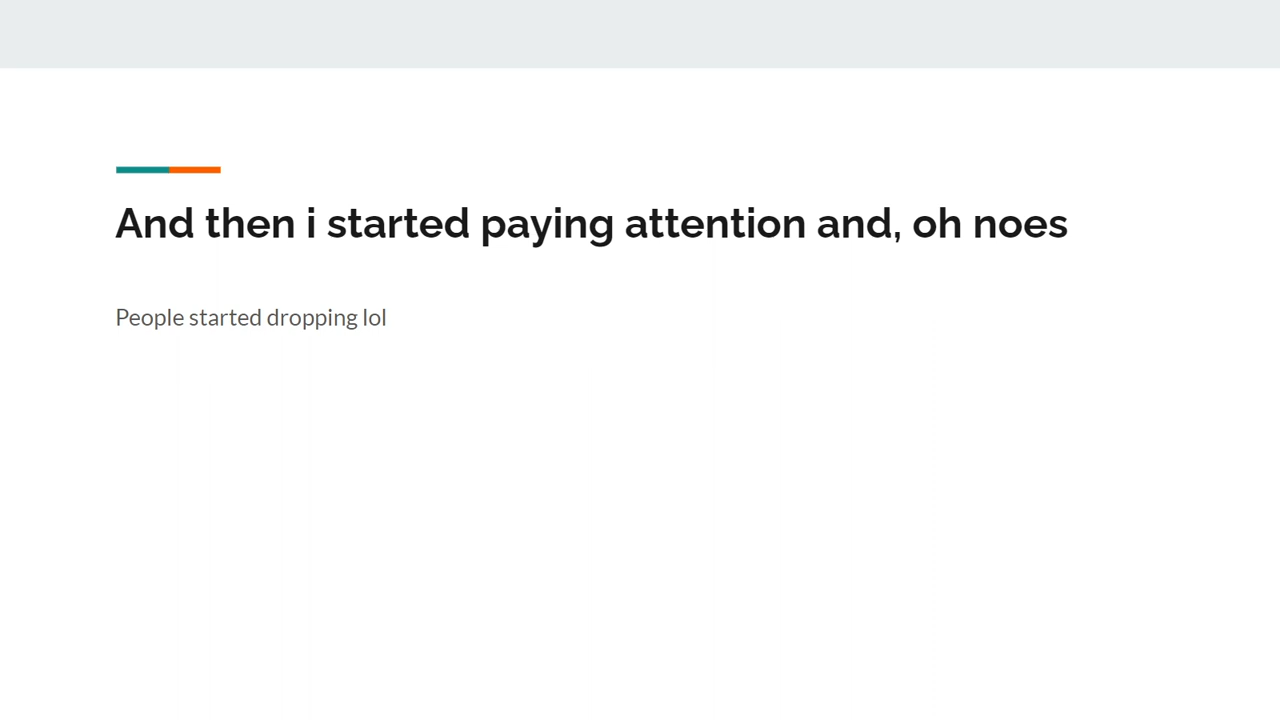 And then i started paying attention and, oh noes
People started dropping lol